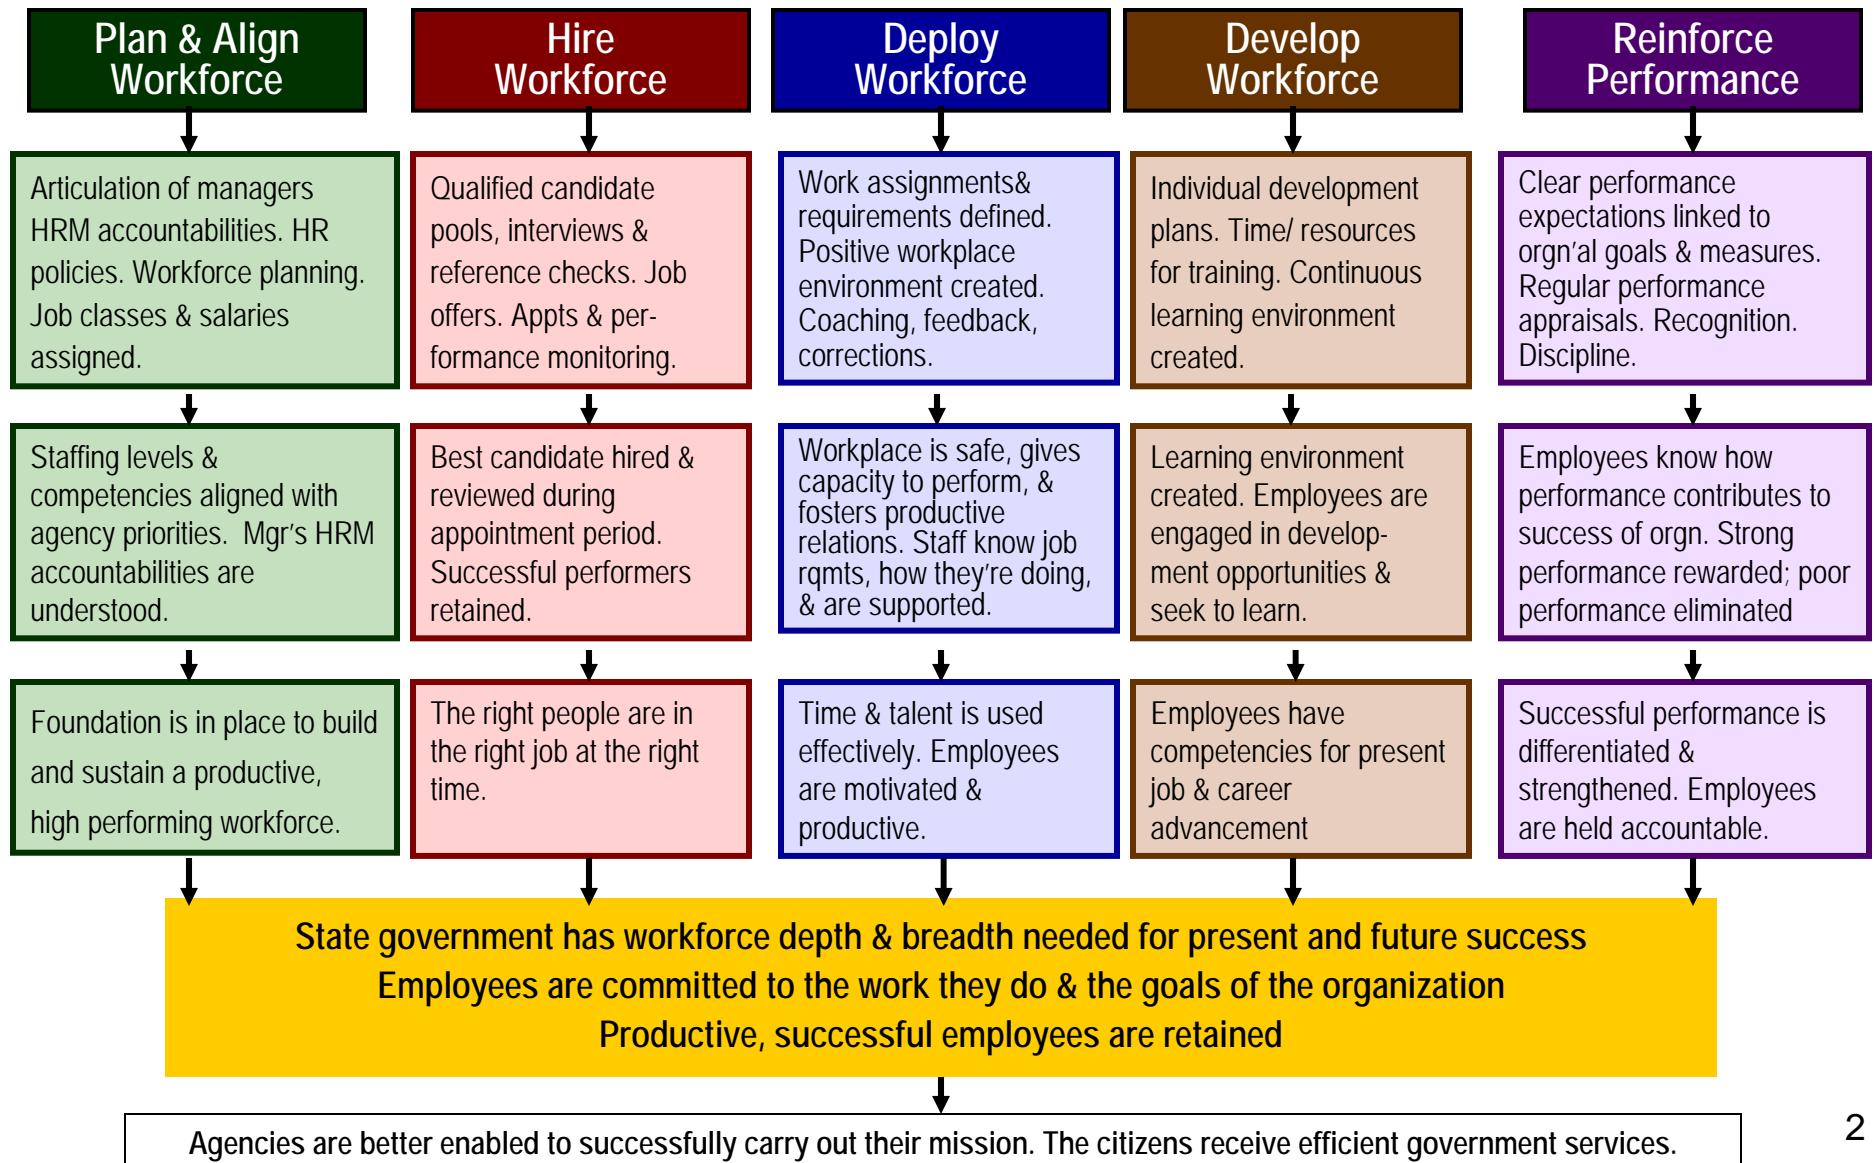 Plan & Align
Workforce
Hire
Workforce
Deploy
Workforce
Develop
Workforce
Reinforce
Performance
Articulation of managers
HRM accountabilities. HR
policies. Workforce planning.
Job classes & salaries
assigned.
Qualified candidate
pools, interviews &
reference checks. Job
offers. Appts & per-
formance monitoring.
Work assignments&
requirements defined.
Positive workplace
environment created.
Coaching, feedback,
corrections.
Individual development
plans. Time/ resources
for training. Continuous
learning environment
created.
Clear performance
expectations linked to
orgn'al goals & measures.
Regular performance
appraisals. Recognition.
Discipline.
Staffing levels &
competencies aligned with
agency priorities.  Mgr's HRM
accountabilities are
understood.
Best candidate hired &
reviewed during
appointment period.
Successful performers
retained.
Workplace is safe, gives
capacity to perform, &
fosters productive
relations. Staff know job
rqmts, how they're doing,
& are supported.
Learning environment
created. Employees are
engaged in develop-
ment opportunities &
seek to learn.
Employees know how
performance contributes to
success of orgn. Strong
performance rewarded; poor
performance eliminated
Foundation is in place to build
and sustain a productive,
high performing workforce.
The right people are in
the right job at the right
time.
Time & talent is used
effectively. Employees
are motivated &
productive.
Employees have
competencies for present
job & career
advancement
Successful performance is
differentiated &
strengthened. Employees
are held accountable.
State government has workforce depth & breadth needed for present and future success
Employees are committed to the work they do & the goals of the organization
Productive, successful employees are retained
Agencies are better enabled to successfully carry out their mission. The citizens receive efficient government services.
2